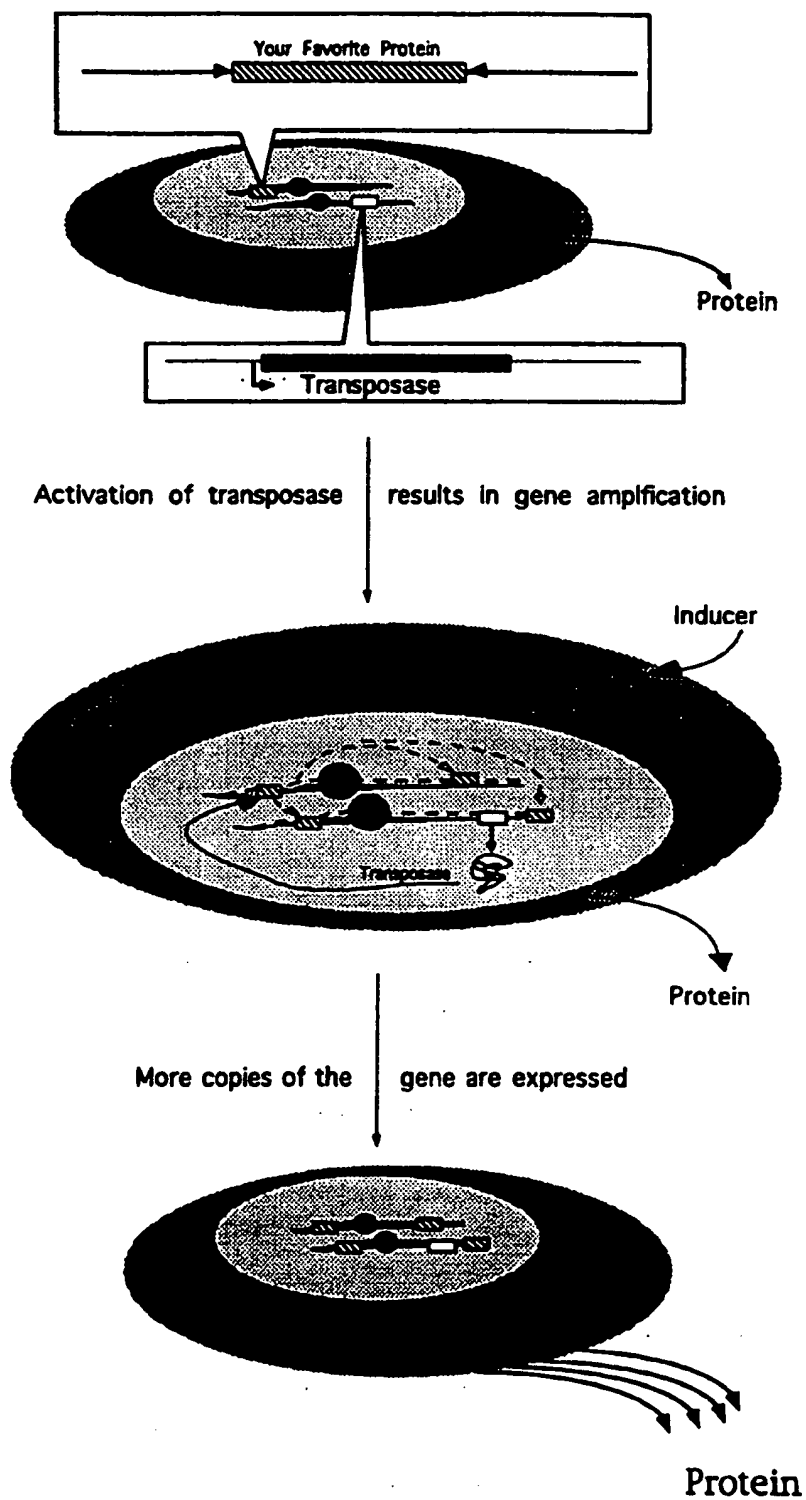 Your Favorite Protein
Protein
Transposase
Activation of transposase results in gene amplfication
Inducer
Transposase
Protein
More copies of the gene are expressed
Protein